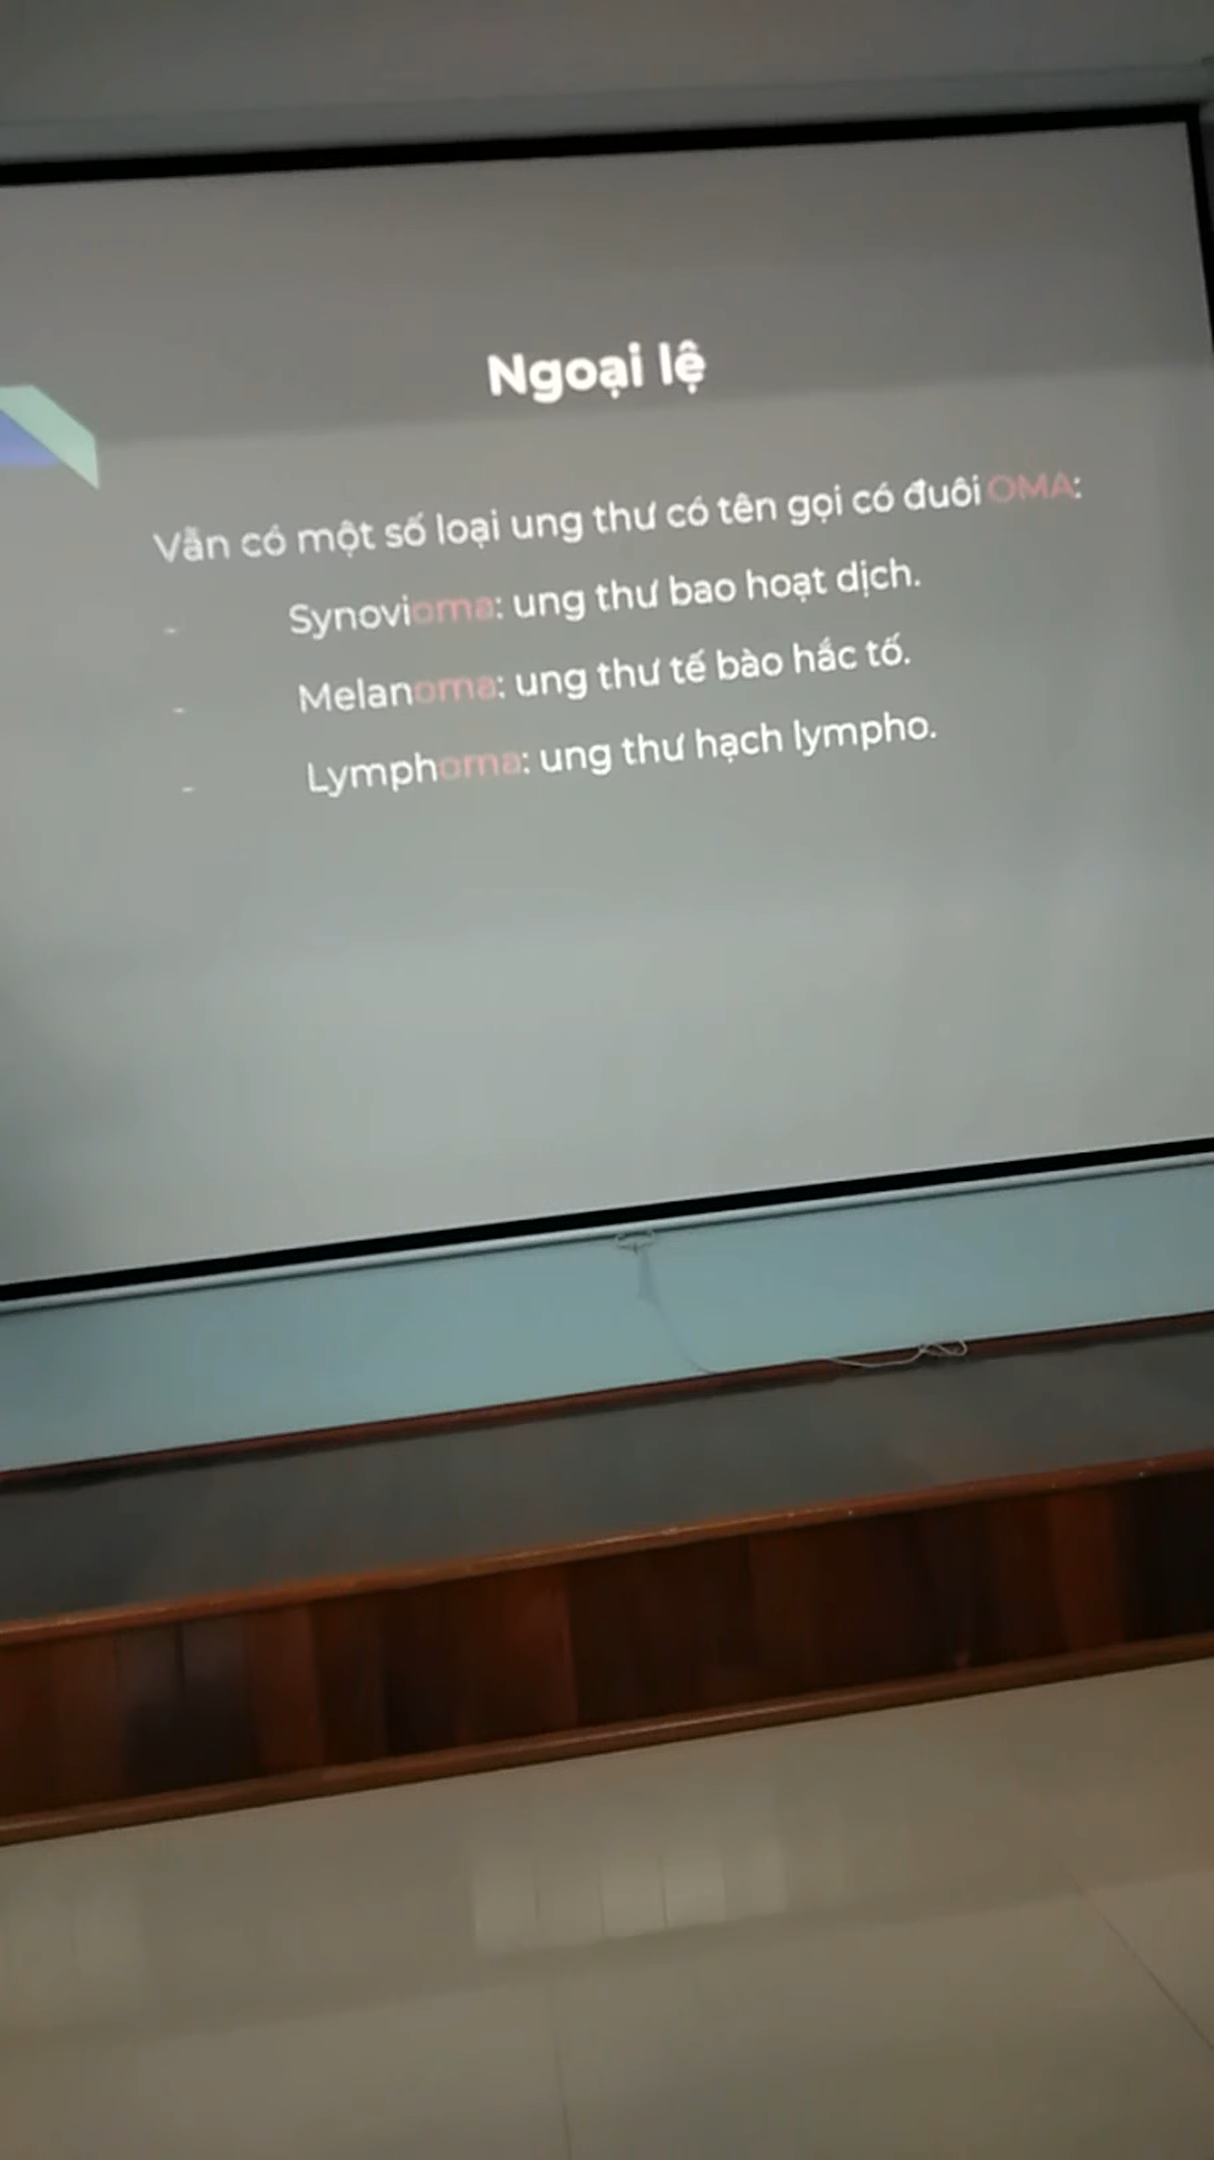 Ngoại lệ
Vẫn có một số loại ung thư có tên gọi có đuôi OMA:
- Synovioma: ung thư bao hoạt dịch.
- Melanoma: ung thư tế bào hắc tố.
- Lymphoma: ung thư hạch lympho.